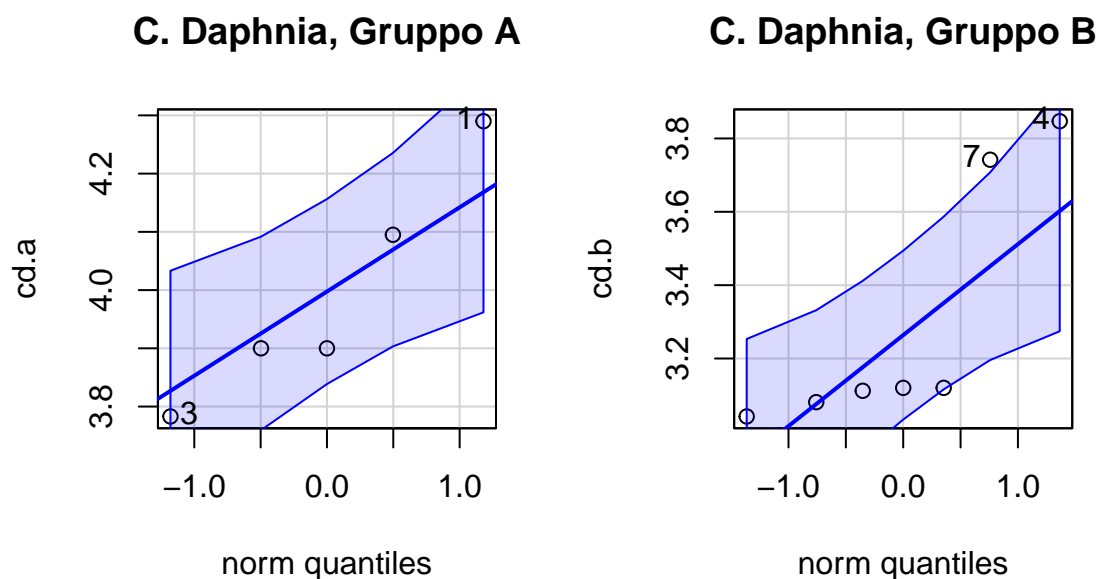 C. Daphnia, Gruppo A
cd.a
3.8 4.0 4.2
1
3
−1.0 0.0 1.0
norm quantiles
C. Daphnia, Gruppo B
cd.b
3.2 3.4 3.6 3.8
4
7
−1.0 0.0 1.0
norm quantiles